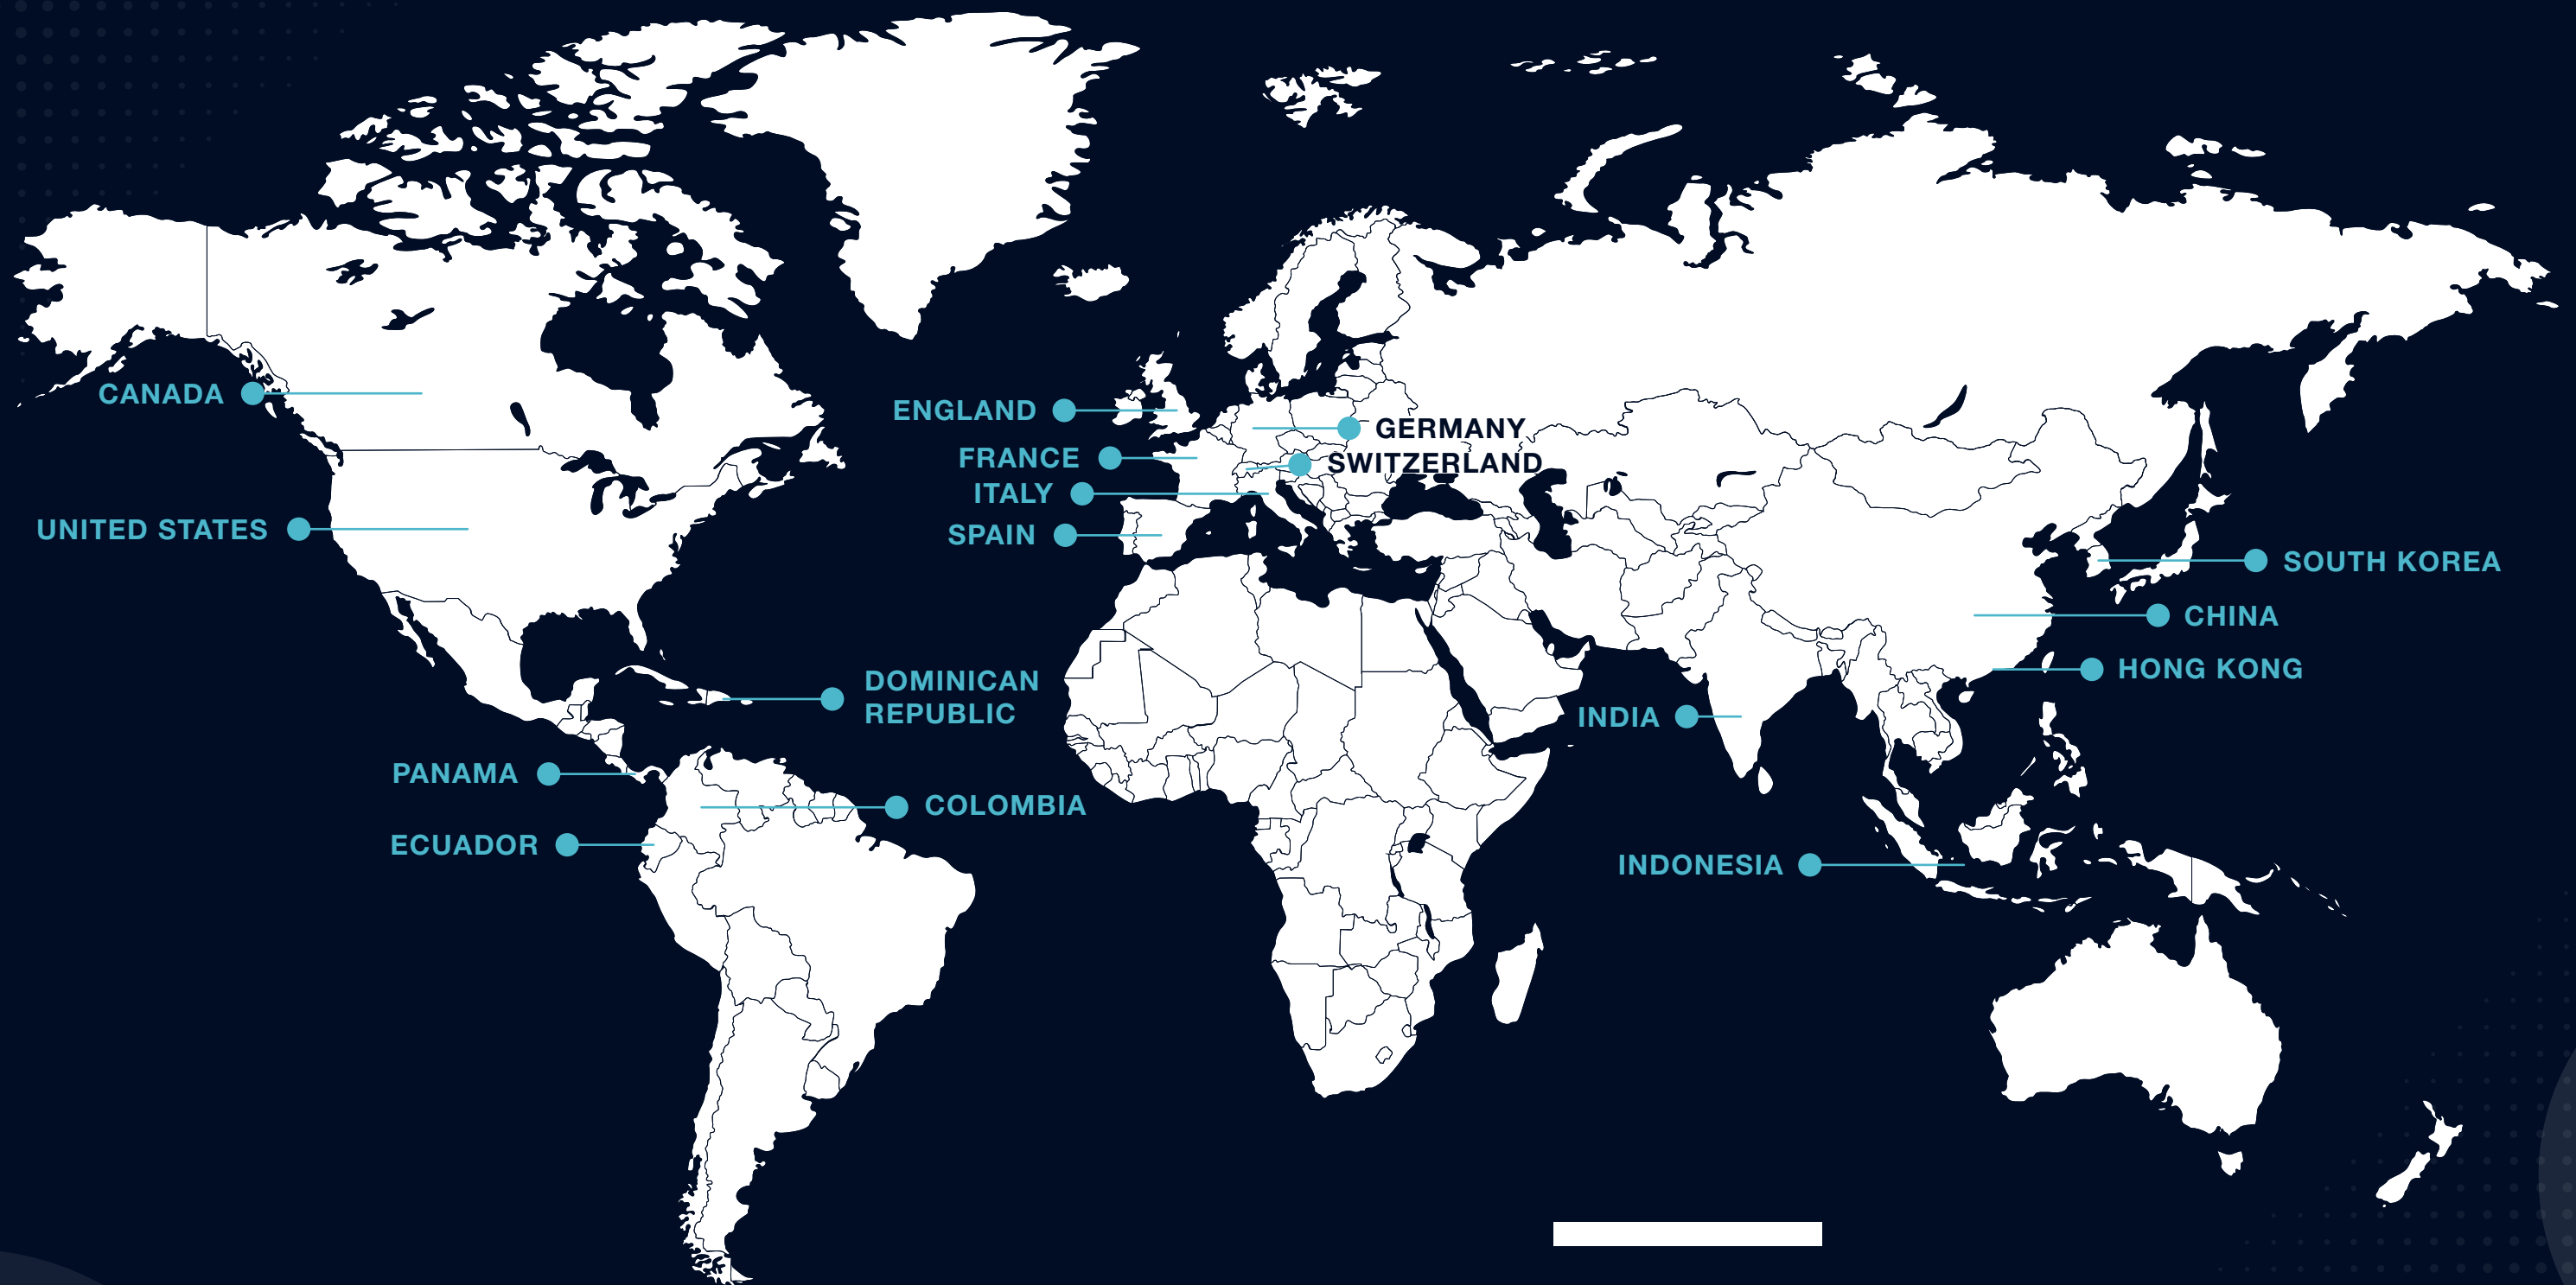 CANADA
UNITED STATES
ENGLAND
FRANCE
ITALY
SPAIN
GERMANY
SWITZERLAND
SOUTH KOREA
CHINA
HONG KONG
DOMINICAN
REPUBLIC
INDIA
PANAMA
COLOMBIA
ECUADOR
INDONESIA